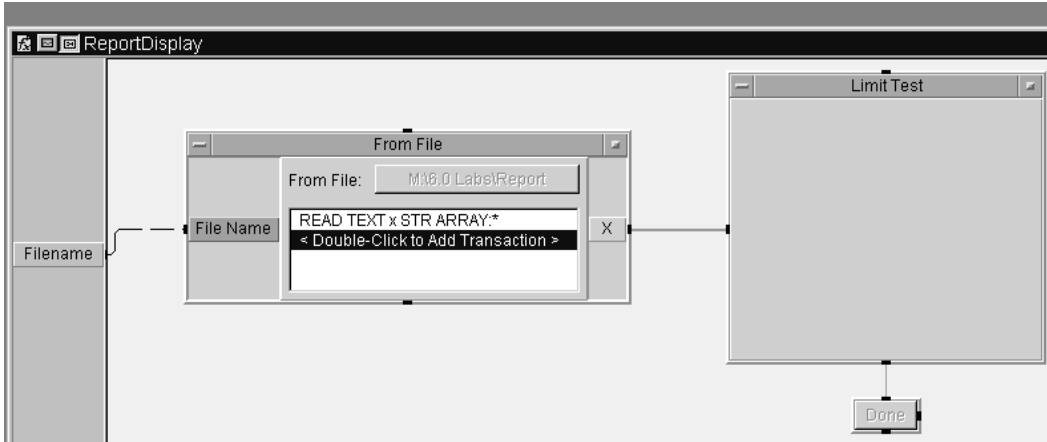 ReportDisplay
Limit Test
From File
From File: M:\6.0 Labs\Report
File Name
READ TEXT x STR ARRAY:*
< Double-Click to Add Transaction >
X
Filename
Done